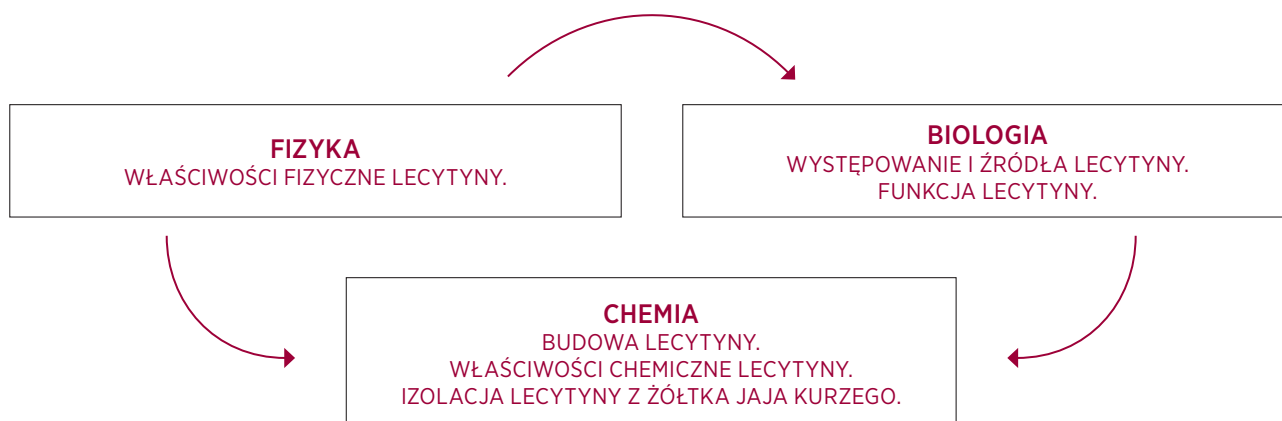 FIZYKA
WŁAŚCIWOŚCI FIZYCZNE LECYTYNY.
BIOLOGIA
WYSTĘPOWANIE I ŹRÓDŁA LECYTYNY.
FUNKCJA LECYTYNY.
CHEMIA
BUDOWA LECYTYNY.
WŁAŚCIWOŚCI CHEMICZNE LECYTYNY.
IZOLACJA LECYTYNY Z ŻÓŁTKA JAJA KURZEGO.